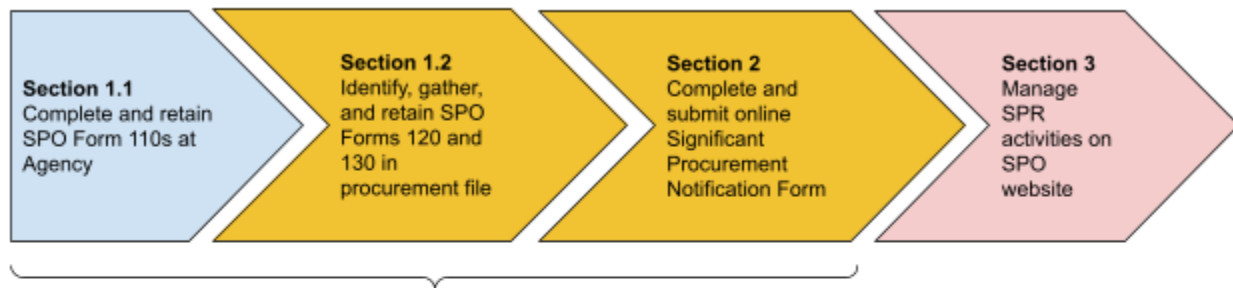 Section 1.1
Complete and retain
SPO Form 110s at
Agency
Section 1.2
Identify, gather,
and retain SPO
Forms 120 and
130 in
procurement file
Section 2
Complete and
submit online
Significant
Procurement
Notification Form
Section 3
Manage
SPR
activities on
SPO
website